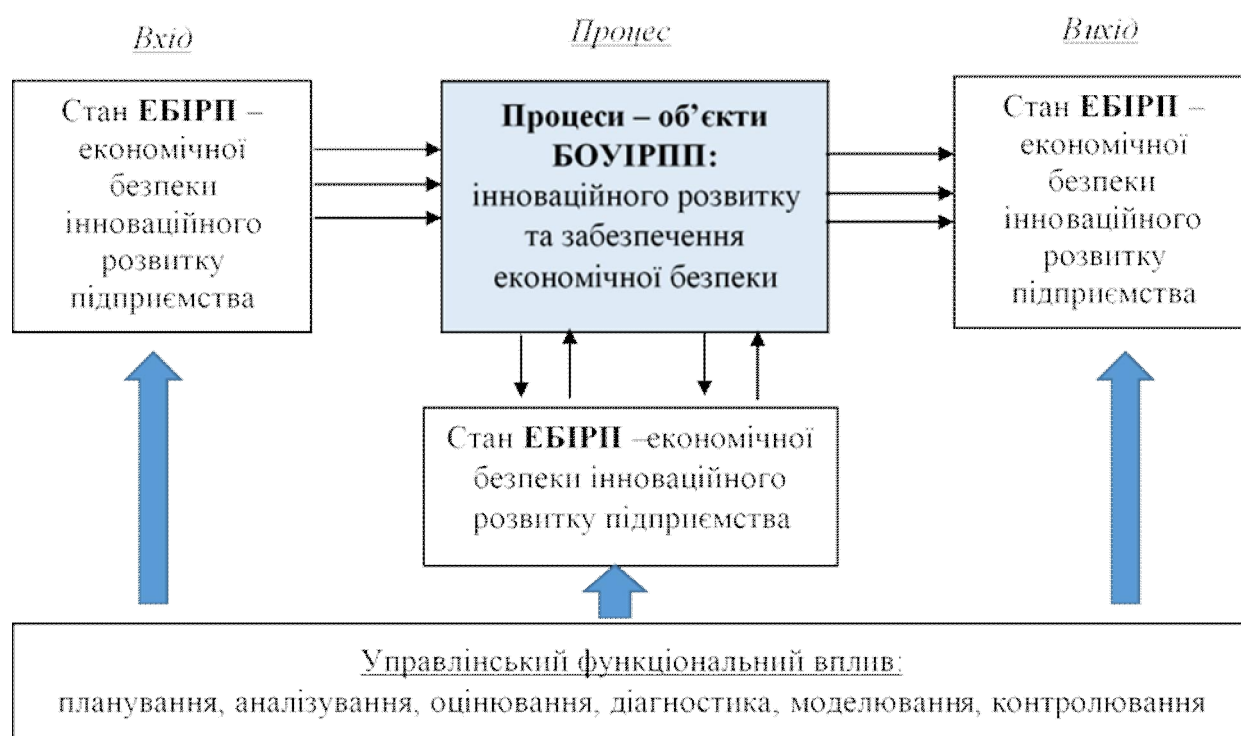 Вхід
Процес
Вихід
Стан ЕБІРП –
економічної
безпеки
інноваційного
розвитку
підприємства
Процеси – об’єкти
БОУІРПП:
інноваційного розвитку
та забезпечення
економічної безпеки
Стан ЕБІРП –
економічної
безпеки
інноваційного
розвитку
підприємства
Стан ЕБІРП –економічної
безпеки інноваційного
розвитку підприємства
Управлінський функціональний вплив:
планування, аналізування, оцінювання, діагностика, моделювання, контролювання